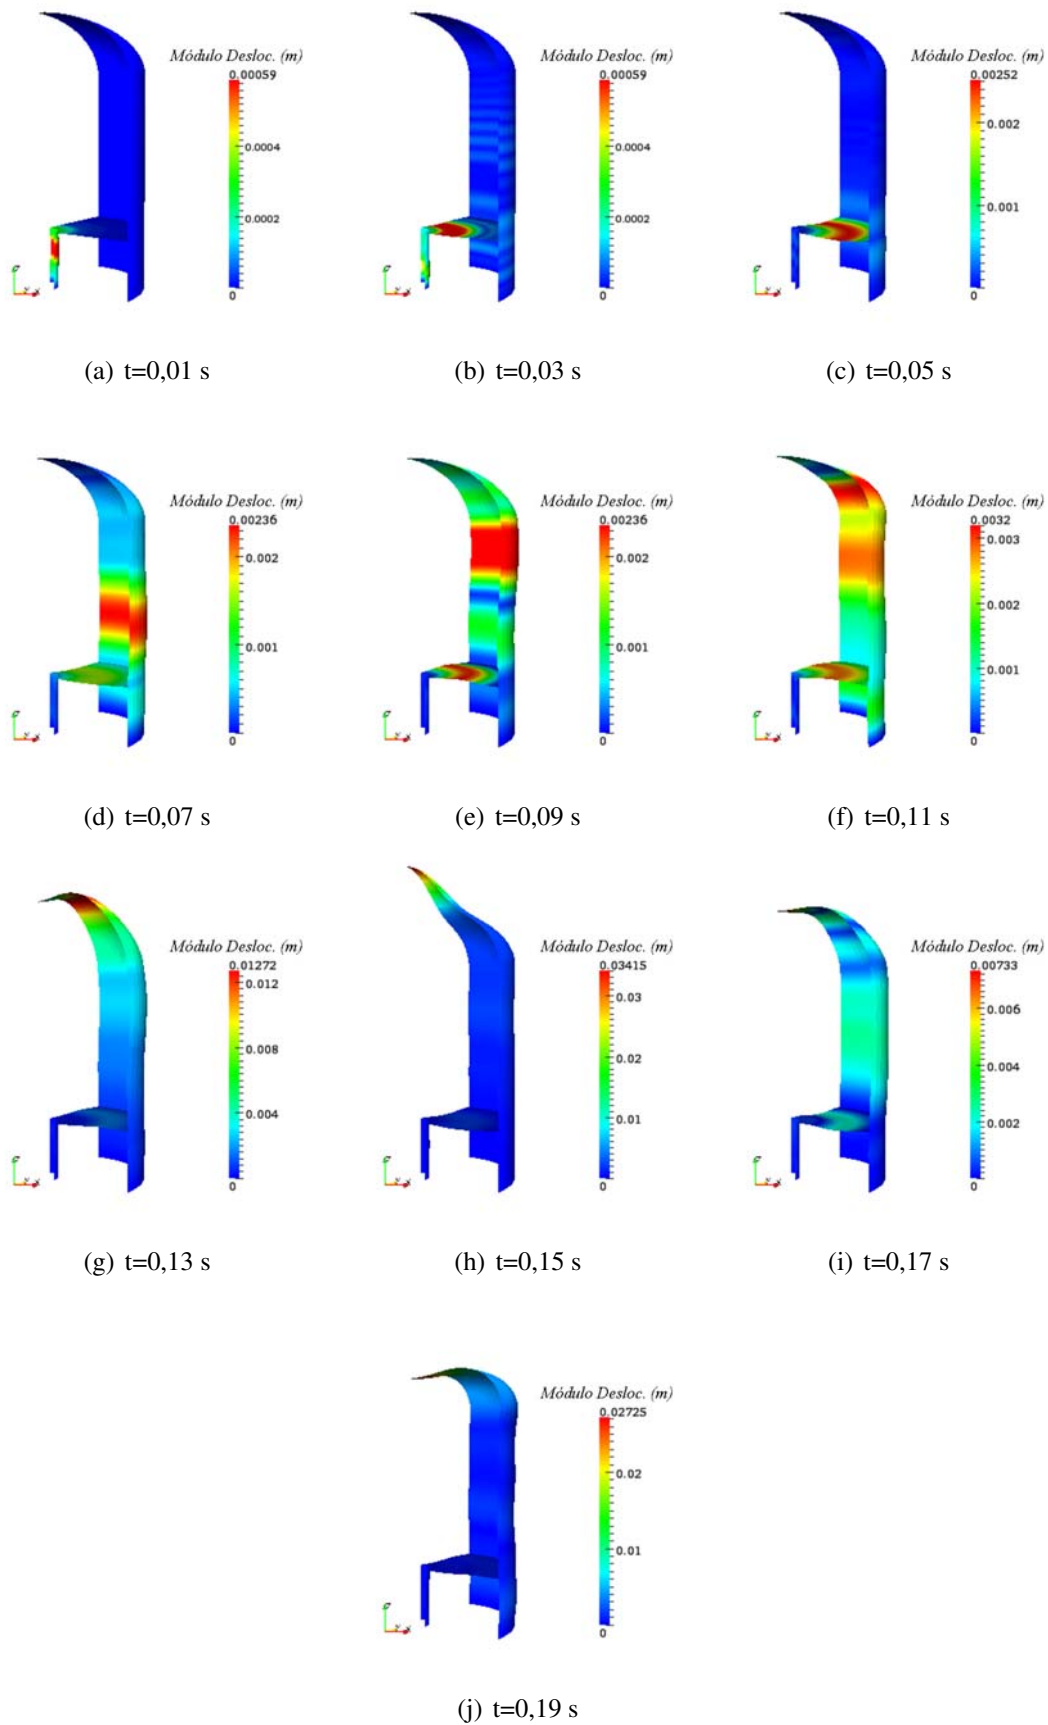 Módulo Desloc. (m)
0.00059
0.0004
0.0002
0
(a) t=0,01 s
Módulo Desloc. (m)
0.00059
0.0004
0.0002
0
(b) t=0,03 s
Módulo Desloc. (m)
0.00252
0.002
0.001
0
(c) t=0,05 s
Módulo Desloc. (m)
0.00236
0.002
0.001
0
(d) t=0,07 s
Módulo Desloc. (m)
0.00236
0.002
0.001
0
(e) t=0,09 s
Módulo Desloc. (m)
0.0032
0.003
0.002
0.001
0
(f) t=0,11 s
Módulo Desloc. (m)
0.01272
0.012
0.008
0.004
0
(g) t=0,13 s
Módulo Desloc. (m)
0.03415
0.03
0.02
0.01
0
(h) t=0,15 s
Módulo Desloc. (m)
0.00733
0.006
0.004
0.002
0
(i) t=0,17 s
Módulo Desloc. (m)
0.02725
0.02
0.01
0
(j) t=0,19 s